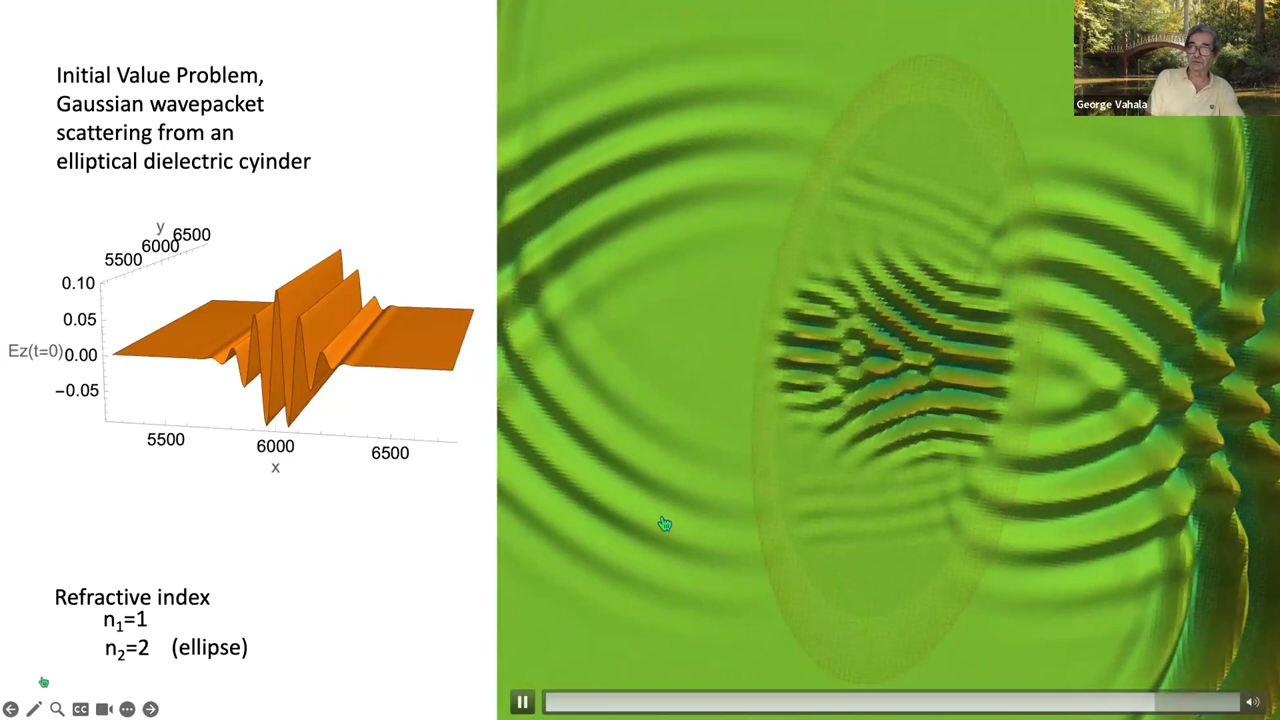 Initial Value Problem,
Gaussian wavepacket
scattering from an
elliptical dielectric cyinder
y
6500
6000
5500
0.10
0.05
Ez(t=0) 0.00
−0.05
5500
6000
6500
x
Refractive index
n₁=1
n₂=2 (ellipse)
George Vahala
CC